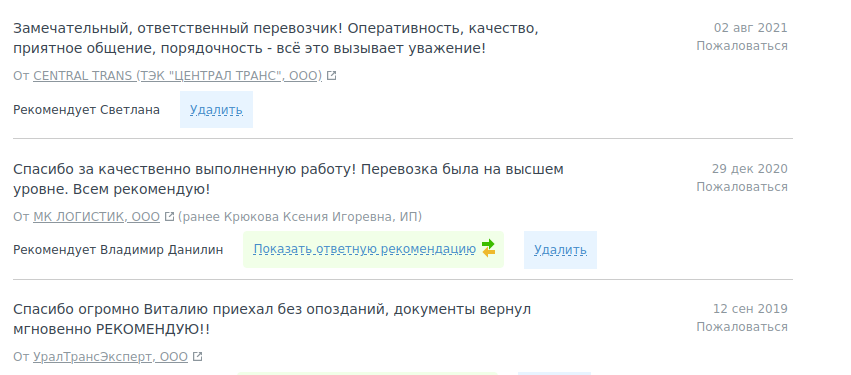 Замечательный, ответственный перевозчик! Оперативность, качество,
приятное общение, порядочность - всё это вызывает уважение!
02 авг 2021
Пожаловаться
От CENTRAL TRANS (ТЭК "ЦЕНТРАЛ ТРАНС", ООО)
Рекомендует Светлана Удалить
Спасибо за качественно выполненную работу! Перевозка была на высшем
уровне. Всем рекомендую!
29 дек 2020
Пожаловаться
От МК ЛОГИСТИК, ООО (ранее Крюкова Ксения Игоревна, ИП)
Рекомендует Владимир Данилин Показать ответную рекомендацию Удалить
Спасибо огромно Виталию приехал без опозданий, документы вернул
мгновенно РЕКОМЕНДУЮ!!
12 сен 2019
Пожаловаться
От УралТрансЭксперт, ООО